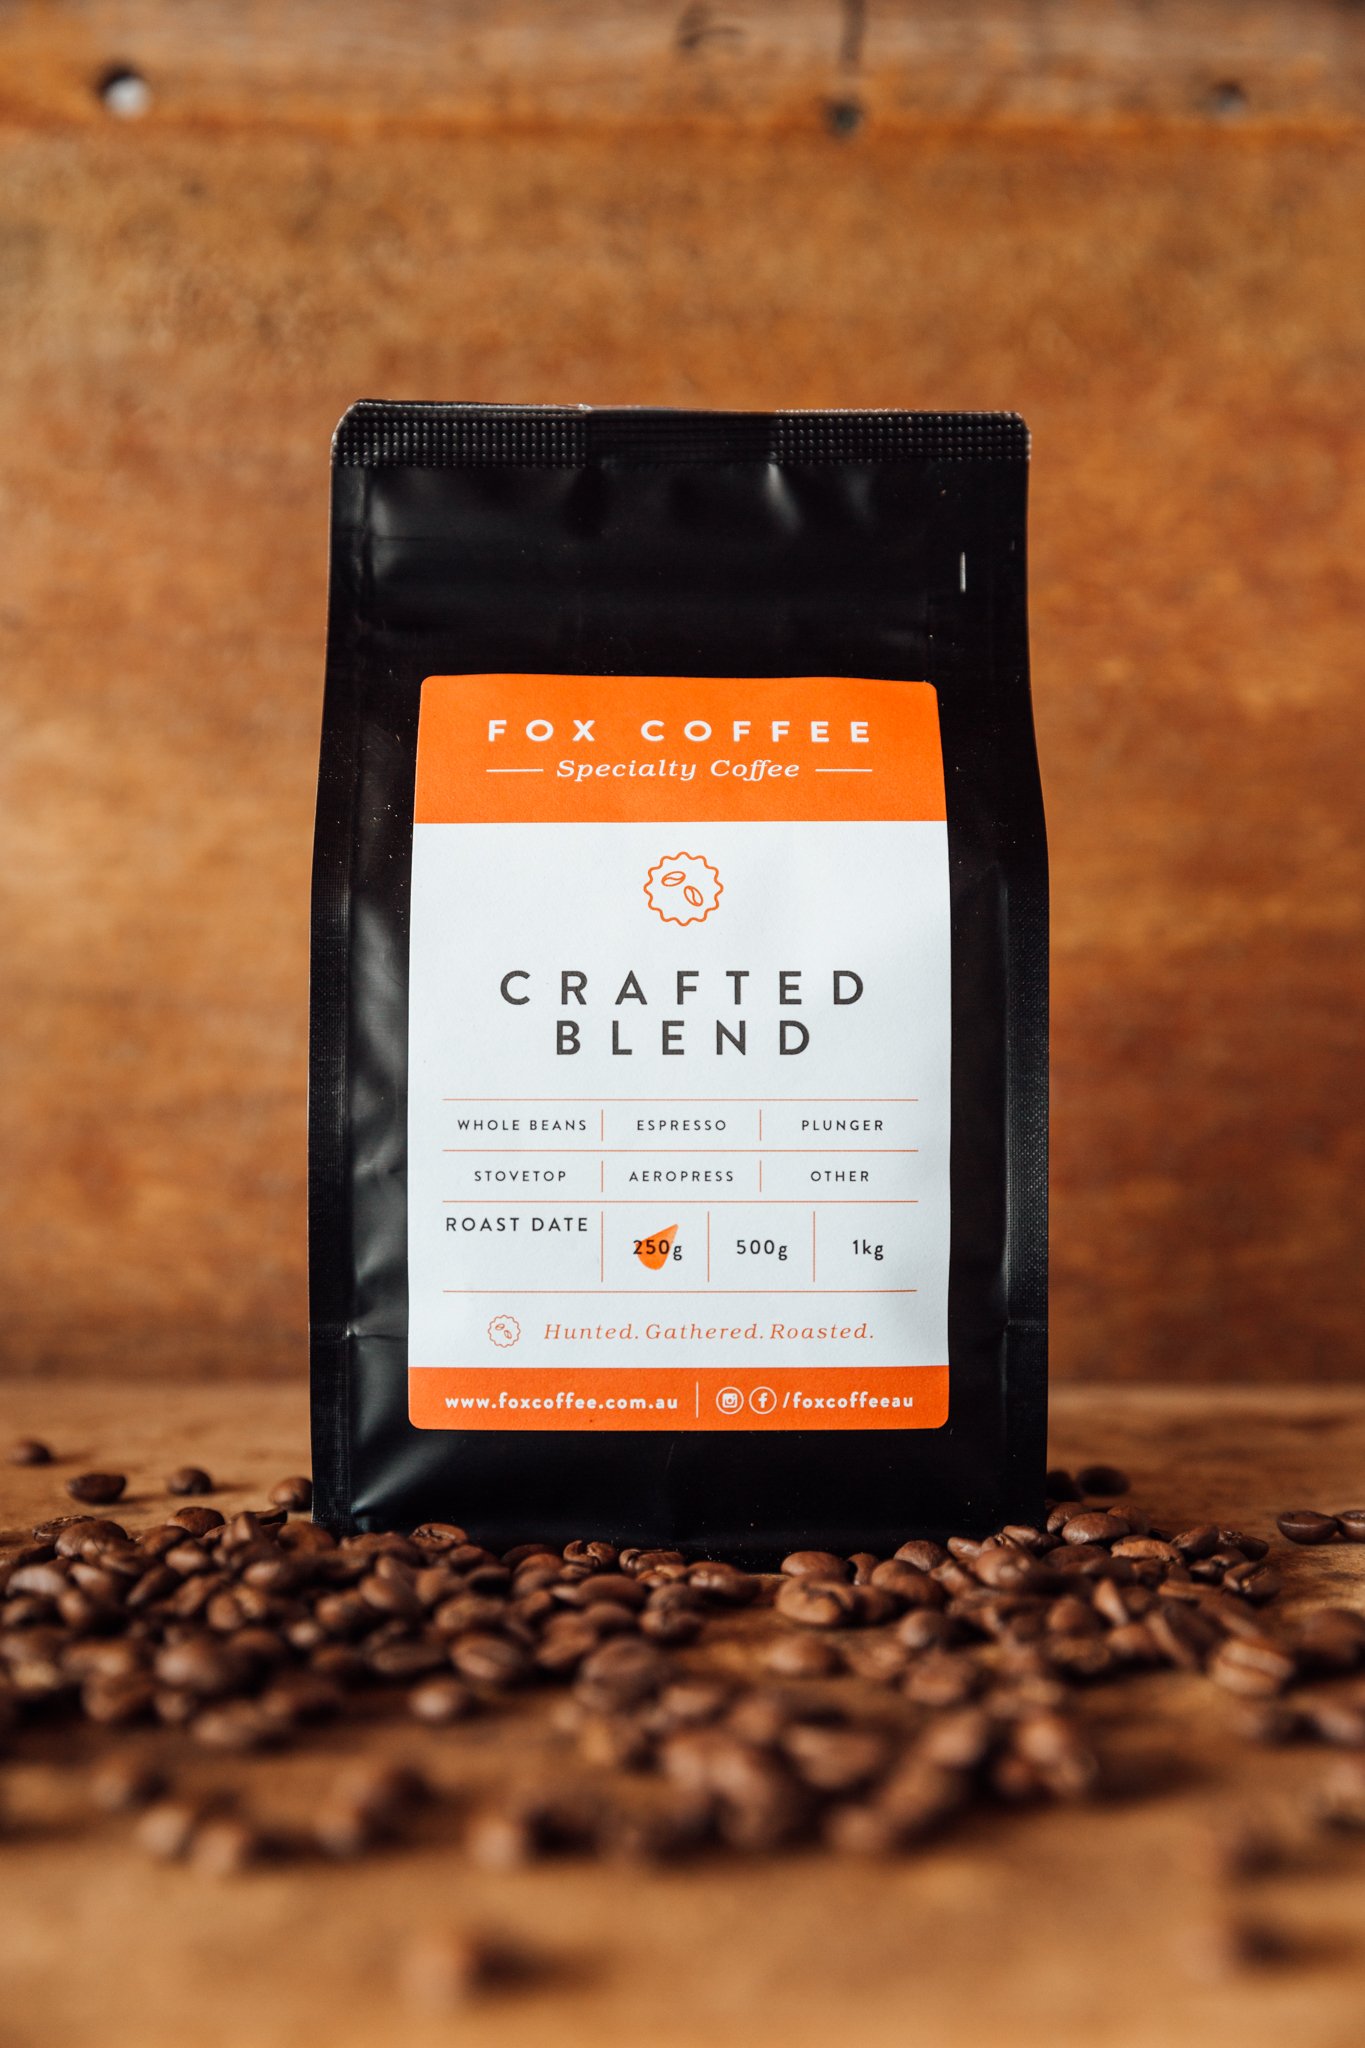 FOX COFFEE
Specialty Coffee
CRAFTED
BLEND
WHOLE BEANS ESPRESSO PLUNGER
STOVETOP AEROPRESS OTHER
ROAST DATE
250g 500g 1kg
Hunted. Gathered. Roasted.
www.foxcoffee.com.au /foxcoffeeau